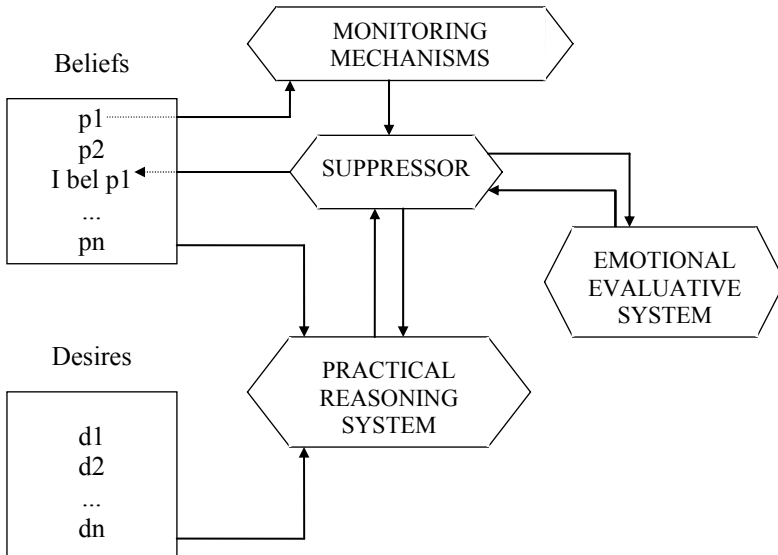 MONITORING
MECHANISMS
Beliefs
p1
p2
I bel p1
...
pn
SUPPRESSOR
EMOTIONAL
EVALUATIVE
SYSTEM
Desires
d1
d2
...
dn
PRACTICAL
REASONING
SYSTEM